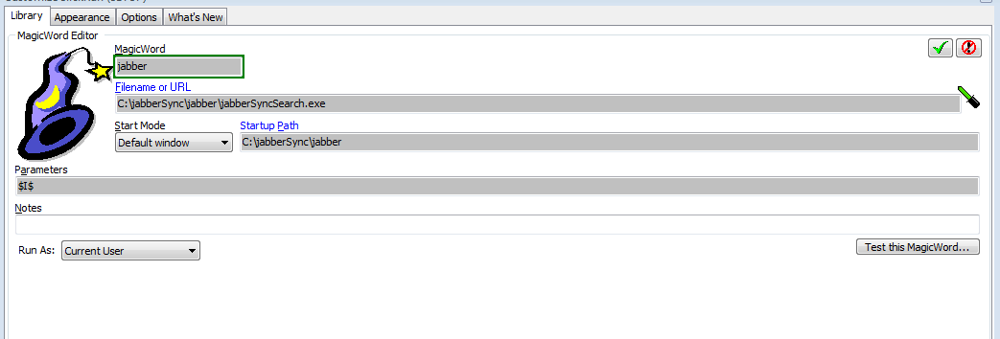 Library Appearance Options What's New
MagicWord Editor
MagicWord
jabber
Filename or URL
C:\jabberSync\jabber\jabberSyncSearch.exe
Start Mode Startup Path
Default window C:\jabberSync\jabber
Parameters
$I$
Notes
Run As: Current User Test this MagicWord...